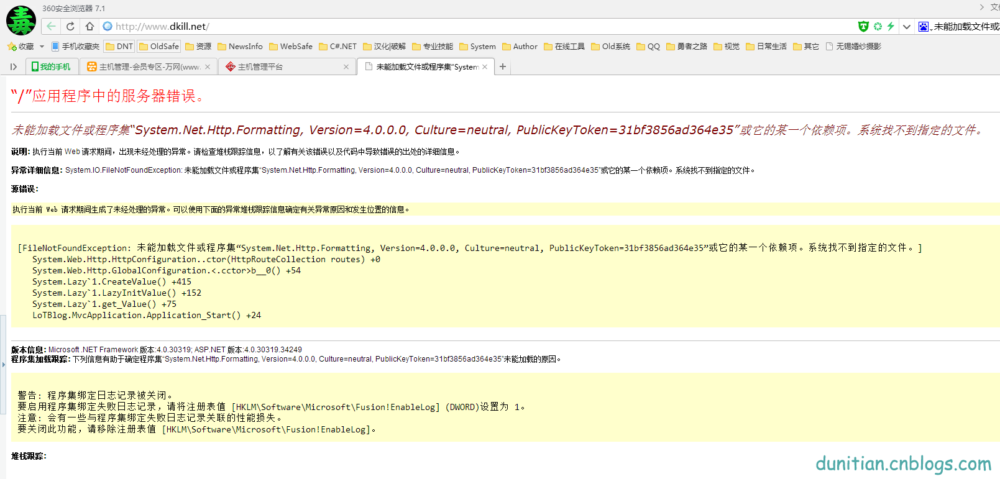 毒
360安全浏览器 7.1
文
http://www.dkill.net/
未能加载文件或
收藏 手机收藏夹 DNT OldSafe 资源 NewsInfo WebSafe C#.NET 汉化|破解 专业技能 System Author 在线工具 Old系统 QQ 勇者之路 视觉 日常生活 其它 无锡婚纱摄影
我的手机 主机管理-会员专区-万网(www. 主机管理平台 未能加载文件或程序集“System
“/”应用程序中的服务器错误。
未能加载文件或程序集“System.Net.Http.Formatting, Version=4.0.0.0, Culture=neutral, PublicKeyToken=31bf3856ad364e35”或它的某一个依赖项。系统找不到指定的文件。
说明: 执行当前 Web 请求期间，出现未经处理的异常。请检查堆栈跟踪信息，以了解有关该错误以及代码中导致错误的出处的详细信息。
异常详细信息: System.IO.FileNotFoundException: 未能加载文件或程序集“System.Net.Http.Formatting, Version=4.0.0.0, Culture=neutral, PublicKeyToken=31bf3856ad364e35”或它的某一个依赖项。系统找不到指定的文件。
源错误:
执行当前 Web 请求期间生成了未经处理的异常。可以使用下面的异常堆栈跟踪信息确定有关异常原因和发生位置的信息。
[FileNotFoundException: 未能加载文件或程序集“System.Net.Http.Formatting, Version=4.0.0.0, Culture=neutral, PublicKeyToken=31bf3856ad364e35”或它的某一个依赖项。系统找不到指定的文件。]
System.Web.Http.HttpConfiguration..ctor(HttpRouteCollection routes) +0
System.Web.Http.GlobalConfiguration.<.cctor>b__0() +54
System.Lazy`1.CreateValue() +415
System.Lazy`1.LazyInitValue() +152
System.Lazy`1.get_Value() +75
LoTBlog.MvcApplication.Application_Start() +24
版本信息: Microsoft .NET Framework 版本:4.0.30319; ASP.NET 版本:4.0.30319.34249
程序集加载跟踪: 下列信息有助于确定程序集“System.Net.Http.Formatting, Version=4.0.0.0, Culture=neutral, PublicKeyToken=31bf3856ad364e35”未能加载的原因。
警告: 程序集绑定日志记录被关闭。
要启用程序集绑定失败日志记录，请将注册表值 [HKLM\Software\Microsoft\Fusion!EnableLog] (DWORD)设置为 1。
注意: 会有一些与程序集绑定失败日志记录关联的性能损失。
要关闭此功能，请移除注册表值 [HKLM\Software\Microsoft\Fusion!EnableLog]。
堆栈跟踪:
dunitian.cnblogs.com